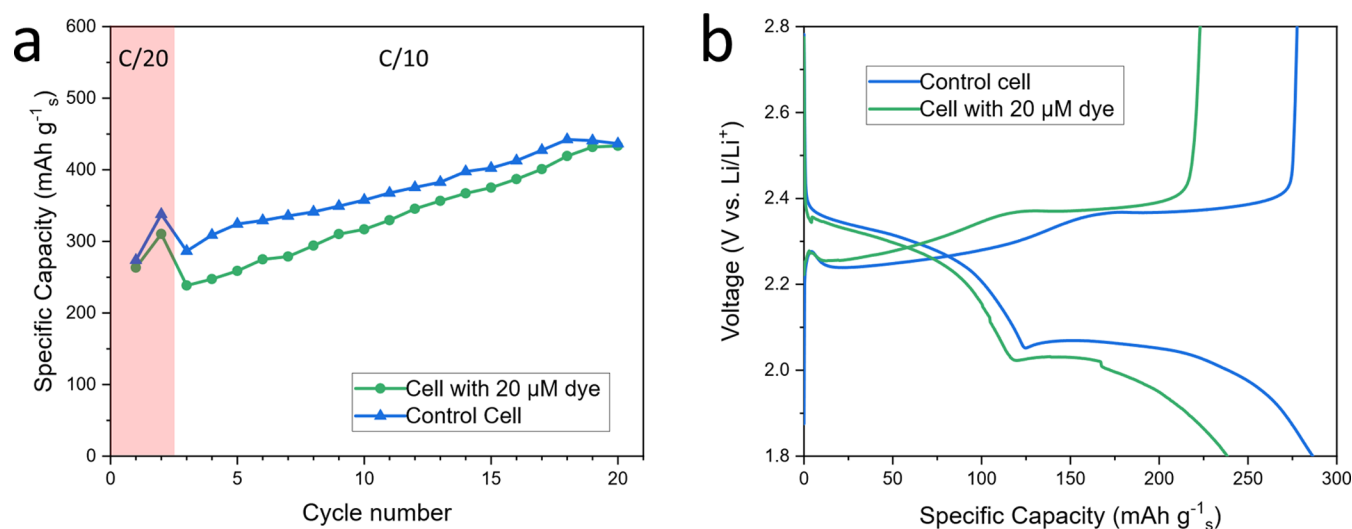 a
C/20
C/10
Specific Capacity (mAh g⁻¹ₛ)
600
500
400
300
200
100
0
Cell with 20 µM dye
Control Cell
0
5
10
15
20
Cycle number
b
Voltage (V vs. Li/Li⁺)
2.8
2.6
2.4
2.2
2.0
1.8
Control cell
Cell with 20 µM dye
0
50
100
150
200
250
300
Specific Capacity (mAh g⁻¹ₛ)